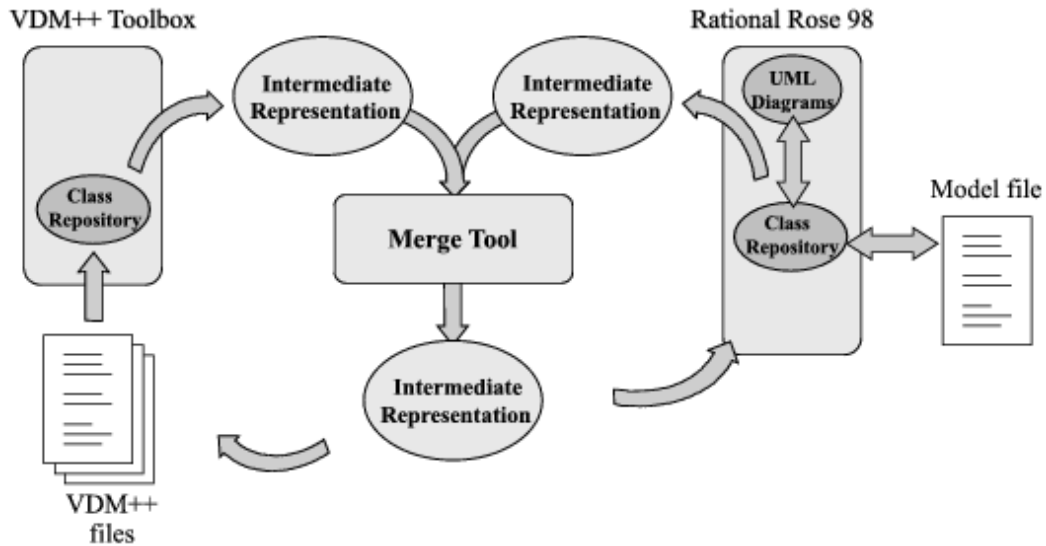 VDM++ Toolbox
Rational Rose 98
Intermediate
Representation
Intermediate
Representation
UML
Diagrams
Class
Repository
Class
Repository
Model file
Merge Tool
Intermediate
Representation
VDM++
files